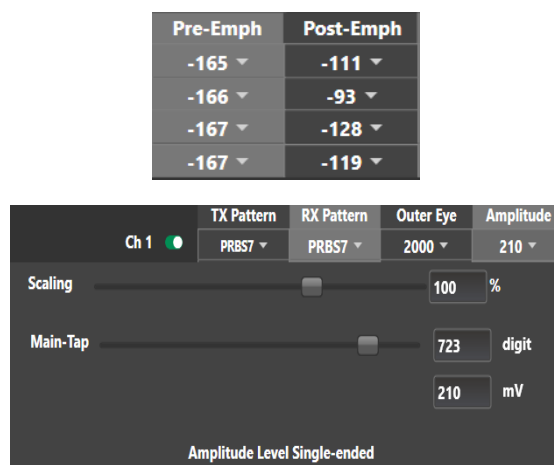 Pre-Emph Post-Emph
-165 -111
-166 -93
-167 -128
-167 -119
TX Pattern RX Pattern Outer Eye Amplitude
Ch 1 PRBS7 PRBS7 2000 210
Scaling 100 %
Main-Tap 723 digit
210 mV
Amplitude Level Single-ended